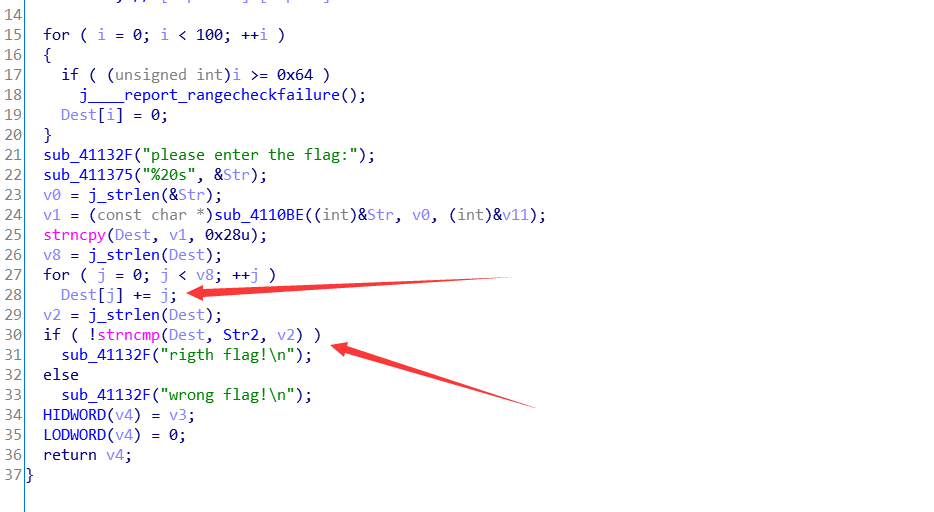 14
15 for ( i = 0; i < 100; ++i )
16 {
17 if ( (unsigned int)i >= 0x64 )
18 j____report_rangecheckfailure();
19 Dest[i] = 0;
20 }
21 sub_41132F("please enter the flag:");
22 sub_411375("%20s", &Str);
23 v0 = j_strlen(&Str);
24 v1 = (const char *)sub_4110BE((int)&Str, v0, (int)&v11);
25 strncpy(Dest, v1, 0x28u);
26 v8 = j_strlen(Dest);
27 for ( j = 0; j < v8; ++j )
28 Dest[j] += j;
29 v2 = j_strlen(Dest);
30 if ( !strncmp(Dest, Str2, v2) )
31 sub_41132F("rigth flag!\n");
32 else
33 sub_41132F("wrong flag!\n");
34 HIDWORD(v4) = v3;
35 LODWORD(v4) = 0;
36 return v4;
37 }